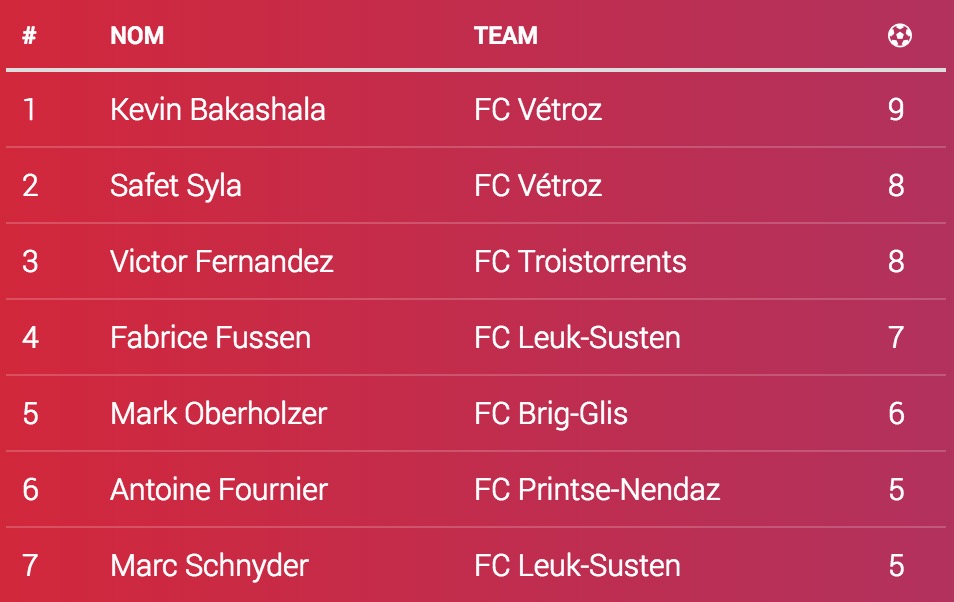 # NOM TEAM
1 Kevin Bakashala FC Vétroz 9
2 Safet Syla FC Vétroz 8
3 Victor Fernandez FC Troistorrents 8
4 Fabrice Fussen FC Leuk-Susten 7
5 Mark Oberholzer FC Brig-Glis 6
6 Antoine Fournier FC Printse-Nendaz 5
7 Marc Schnyder FC Leuk-Susten 5